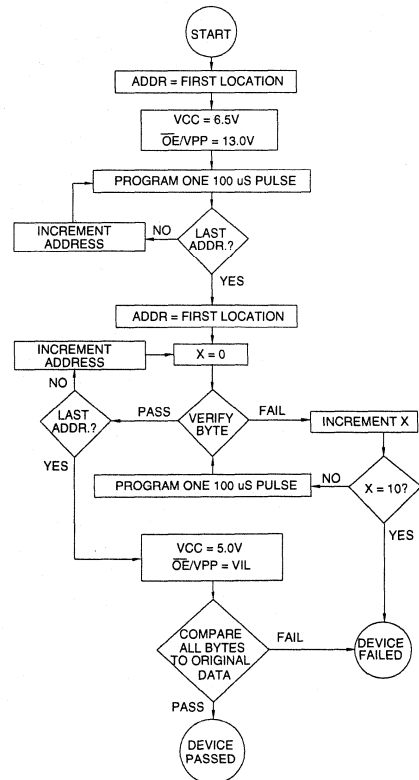 START
ADDR = FIRST LOCATION
VCC = 6.5V
OE/VPP = 13.0V
PROGRAM ONE 100 uS PULSE
INCREMENT
ADDRESS
NO
LAST
ADDR.?
YES
ADDR = FIRST LOCATION
INCREMENT
ADDRESS
X = 0
NO
LAST
ADDR.?
PASS
VERIFY
BYTE
FAIL
INCREMENT X
YES
PROGRAM ONE 100 uS PULSE
NO
X = 10?
YES
VCC = 5.0V
OE/VPP = VIL
COMPARE
ALL BYTES
TO ORIGINAL
DATA
FAIL
DEVICE
FAILED
PASS
DEVICE
PASSED